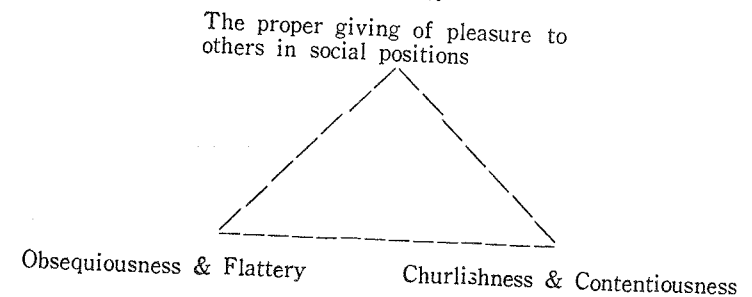 The proper giving of pleasure to
others in social positions
Obsequiousness & Flattery
Churlishness & Contentiousness